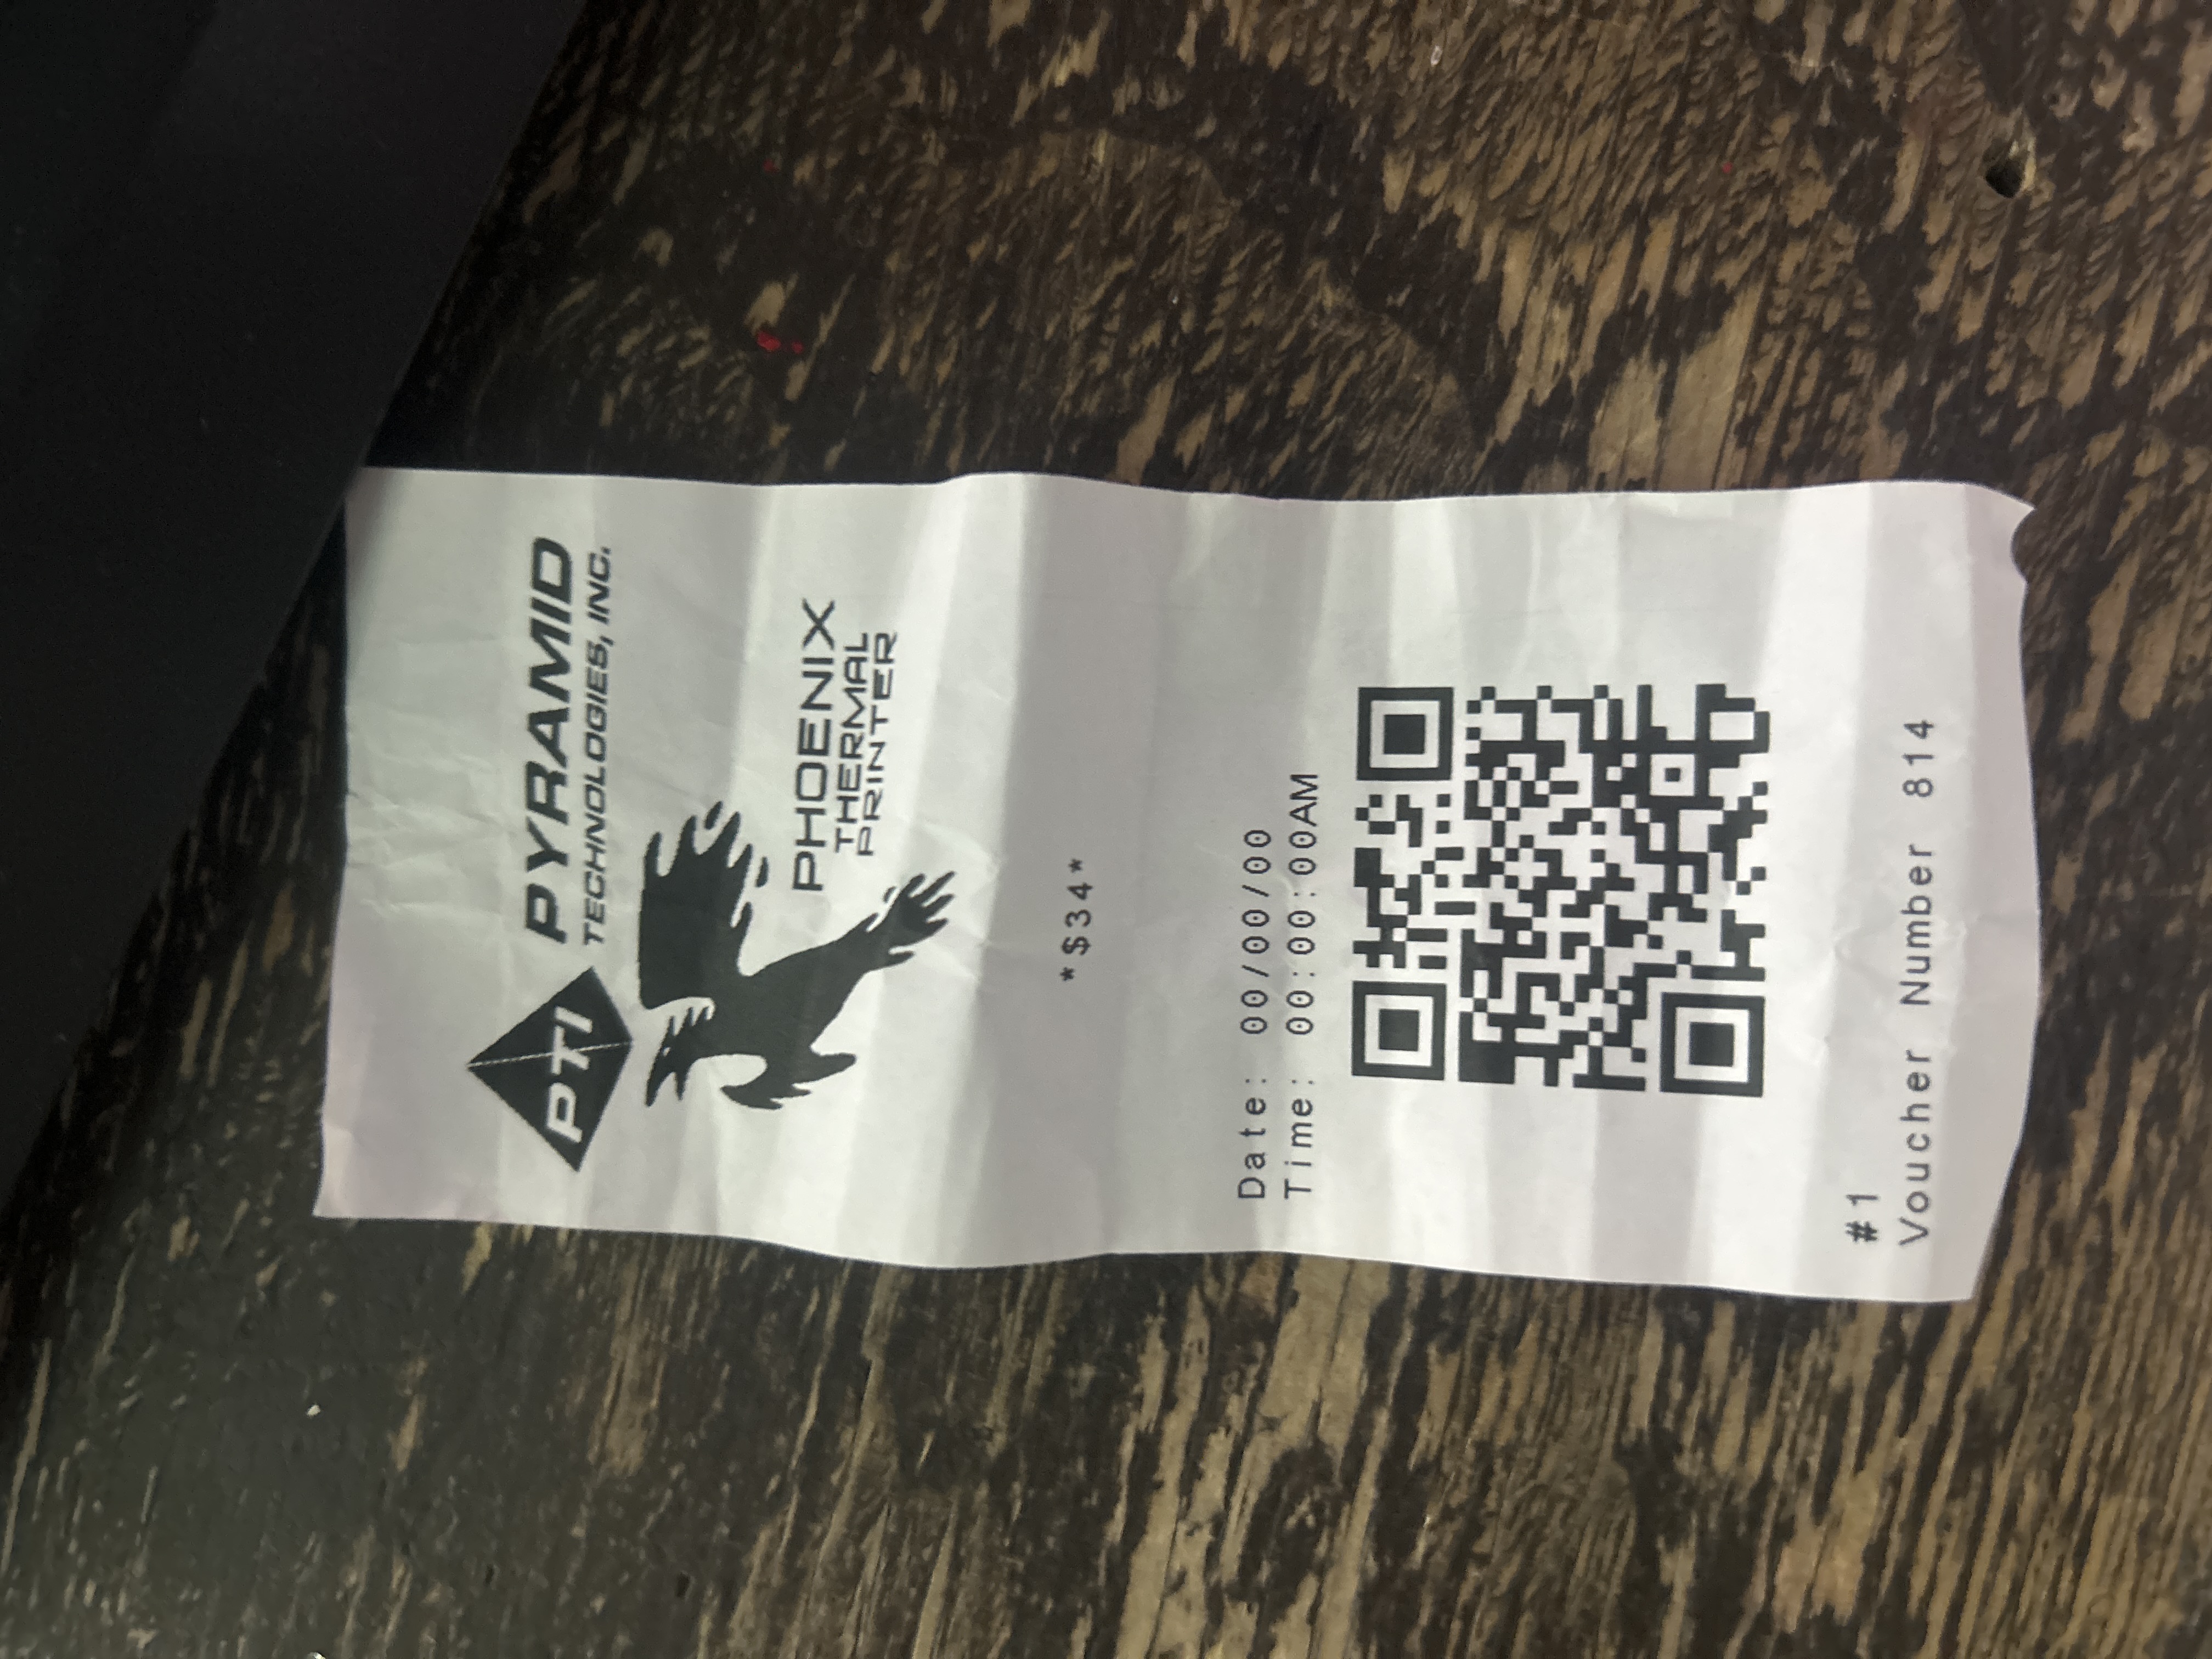 PTI
PYRAMID
TECHNOLOGIES, INC.
PHOENIX
THERMAL
PRINTER
*$34*
Date: 00/00/00
Time: 00:00:00AM
#1
Voucher Number 814